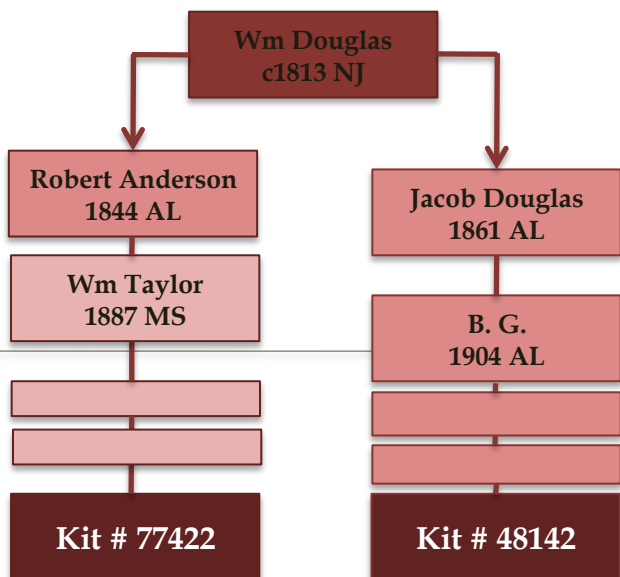 Wm Douglas
c1813 NJ
Robert Anderson
1844 AL
Wm Taylor
1887 MS
Kit # 77422
Jacob Douglas
1861 AL
B. G.
1904 AL
Kit # 48142